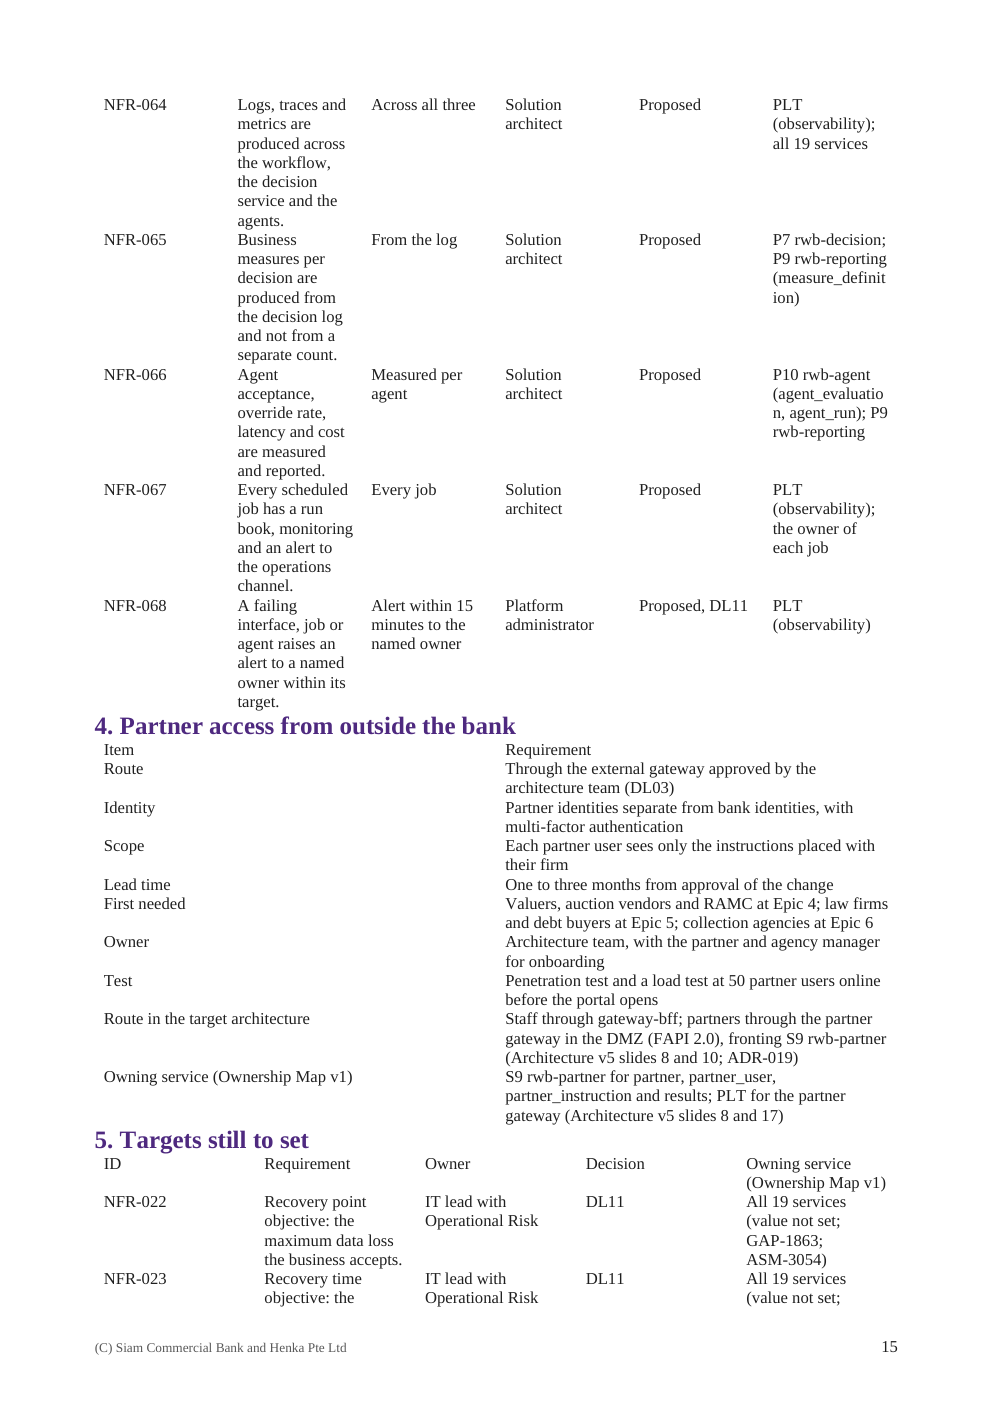 NFR-064 Logs, traces and Across all three Solution Proposed PLT
metrics are architect (observability);
produced across all 19 services
the workflow,
the decision
service and the
agents.
NFR-065 Business From the log Solution Proposed P7 rwb-decision;
measures per architect P9 rwb-reporting
decision are (measure_definit
produced from ion)
the decision log
and not from a
separate count.
NFR-066 Agent Measured per Solution Proposed P10 rwb-agent
acceptance, agent architect (agent_evaluatio
override rate, n, agent_run); P9
latency and cost rwb-reporting
are measured
and reported.
NFR-067 Every scheduled Every job Solution Proposed PLT
job has a run architect (observability);
book, monitoring the owner of
and an alert to each job
the operations
channel.
NFR-068 A failing Alert within 15 Platform Proposed, DL11 PLT
interface, job or minutes to the administrator (observability)
agent raises an named owner
alert to a named
owner within its
target.
4. Partner access from outside the bank
Item Requirement
Route Through the external gateway approved by the
architecture team (DL03)
Identity Partner identities separate from bank identities, with
multi-factor authentication
Scope Each partner user sees only the instructions placed with
their firm
Lead time One to three months from approval of the change
First needed Valuers, auction vendors and RAMC at Epic 4; law firms
and debt buyers at Epic 5; collection agencies at Epic 6
Owner Architecture team, with the partner and agency manager
for onboarding
Test Penetration test and a load test at 50 partner users online
before the portal opens
Route in the target architecture Staff through gateway-bff; partners through the partner
gateway in the DMZ (FAPI 2.0), fronting S9 rwb-partner
(Architecture v5 slides 8 and 10; ADR-019)
Owning service (Ownership Map v1) S9 rwb-partner for partner, partner_user,
partner_instruction and results; PLT for the partner
gateway (Architecture v5 slides 8 and 17)
5. Targets still to set
ID Requirement Owner Decision Owning service
(Ownership Map v1)
NFR-022 Recovery point IT lead with DL11 All 19 services
objective: the Operational Risk (value not set;
maximum data loss GAP-1863;
the business accepts. ASM-3054)
NFR-023 Recovery time IT lead with DL11 All 19 services
objective: the Operational Risk (value not set;
(C) Siam Commercial Bank and Henka Pte Ltd 15